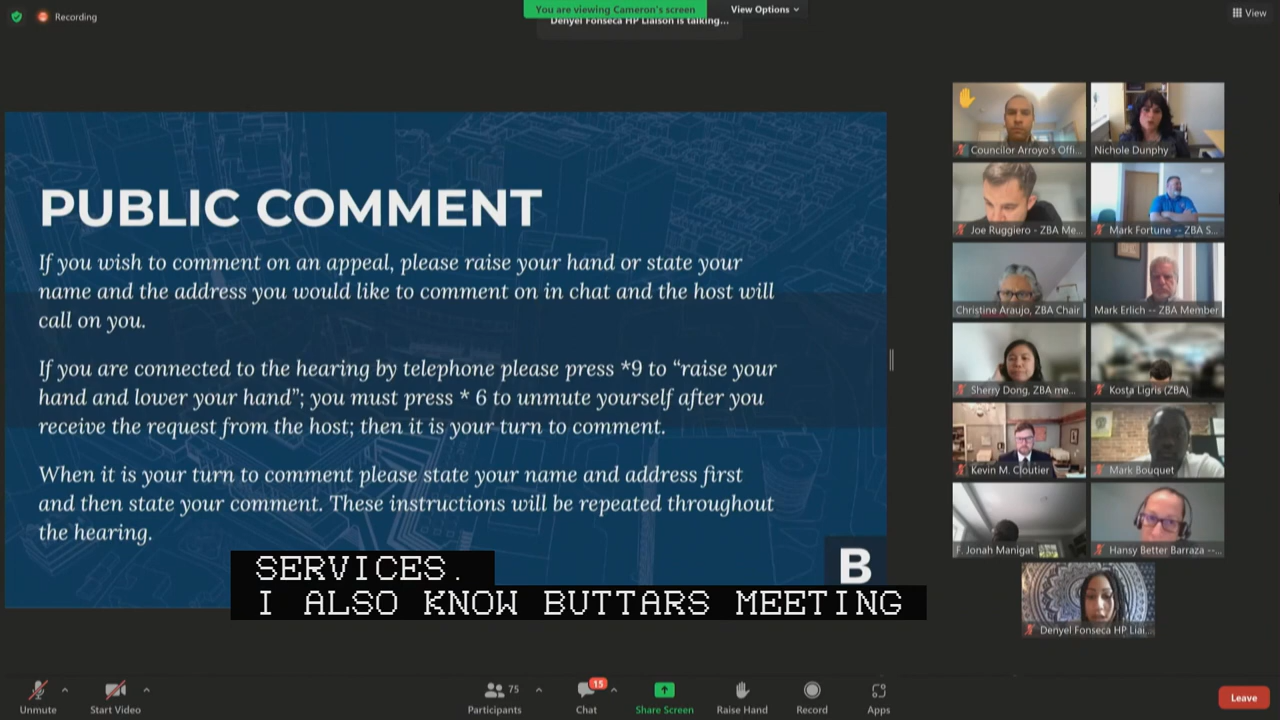 Recording
You are viewing Cameron's screen
View Options
Denyel Fonseca HP Liaison is talking...
View
PUBLIC COMMENT
If you wish to comment on an appeal, please raise your hand or state your
name and the address you would like to comment on in chat and the host will
call on you.
If you are connected to the hearing by telephone please press *9 to “raise your
hand and lower your hand”; you must press * 6 to unmute yourself after you
receive the request from the host; then it is your turn to comment.
When it is your turn to comment please state your name and address first
and then state your comment. These instructions will be repeated throughout
the hearing.
B
SERVICES.
I ALSO KNOW BUTTARS MEETING
Councilor Arroyo's Offi...
Nichole Dunphy
Joe Ruggiero - ZBA Me...
Mark Fortune -- ZBA S...
Christine Araujo, ZBA Chair
Mark Erlich -- ZBA Member
Sherry Dong, ZBA me...
Kosta Ligris (ZBA)
Kevin M. Cloutier
Mark Bouquet
F. Jonah Manigat
Hansy Better Barraza --...
Denyel Fonseca HP Liai...
Unmute
Start Video
75
Participants
15
Chat
Share Screen
Raise Hand
Record
Apps
Leave